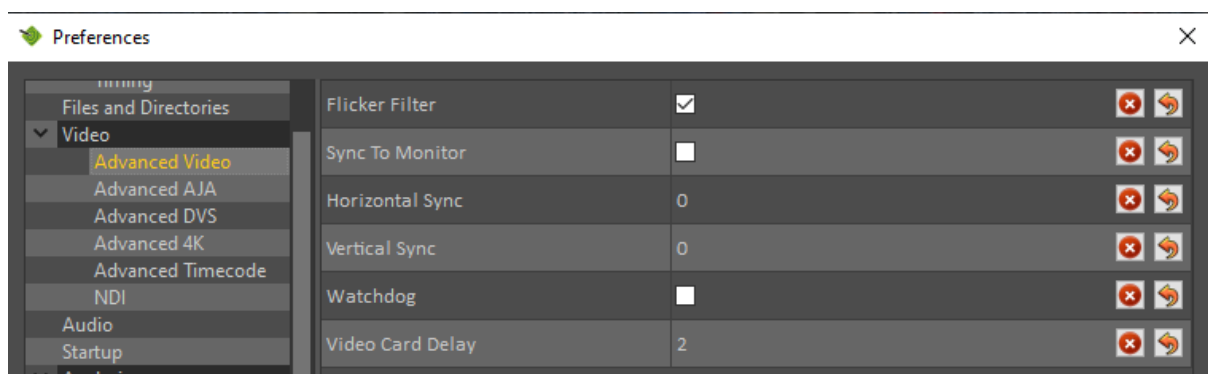 Preferences
Timing
Files and Directories
Video
Advanced Video
Advanced AJA
Advanced DVS
Advanced 4K
Advanced Timecode
NDI
Audio
Startup
Flicker Filter
Sync To Monitor
Horizontal Sync 0
Vertical Sync 0
Watchdog
Video Card Delay 2